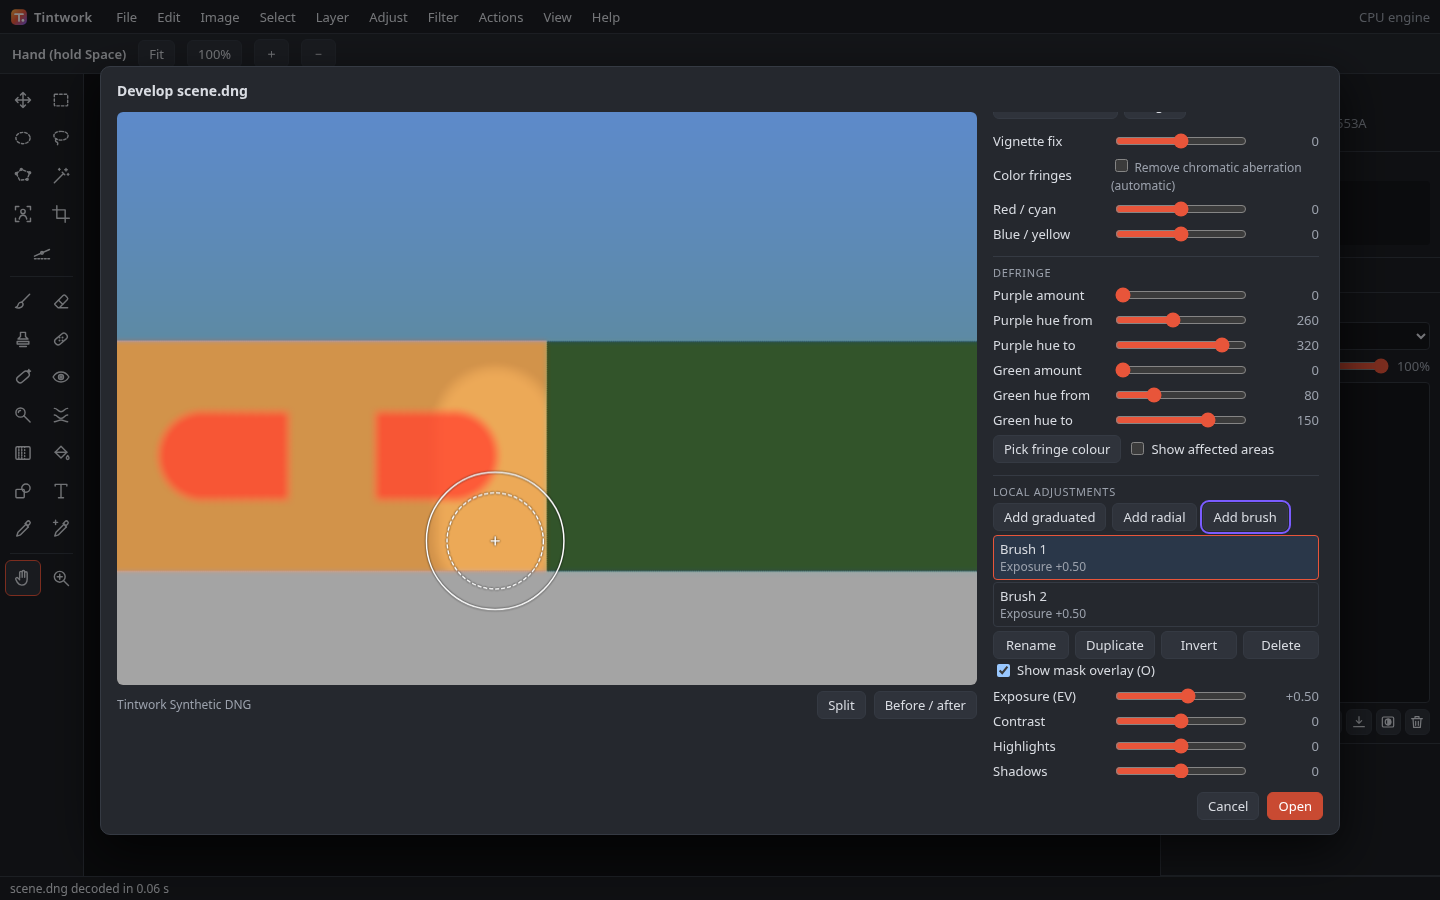 Tintwork File Edit Image Select Layer Adjust Filter Actions View Help CPU engine
Hand (hold Space) Fit 100% + −
Develop scene.dng
Vignette fix 0
Color fringes Remove chromatic aberration
(automatic)
Red / cyan 0
Blue / yellow 0
DEFRINGE
Purple amount 0
Purple hue from 260
Purple hue to 320
Green amount 0
Green hue from 80
Green hue to 150
Pick fringe colour Show affected areas
LOCAL ADJUSTMENTS
Add graduated Add radial Add brush
Brush 1
Exposure +0.50
Brush 2
Exposure +0.50
Rename Duplicate Invert Delete
Show mask overlay (O)
Exposure (EV) +0.50
Contrast 0
Highlights 0
Shadows 0
Tintwork Synthetic DNG Split Before / after
Cancel Open
553A
100%
scene.dng decoded in 0.06 s